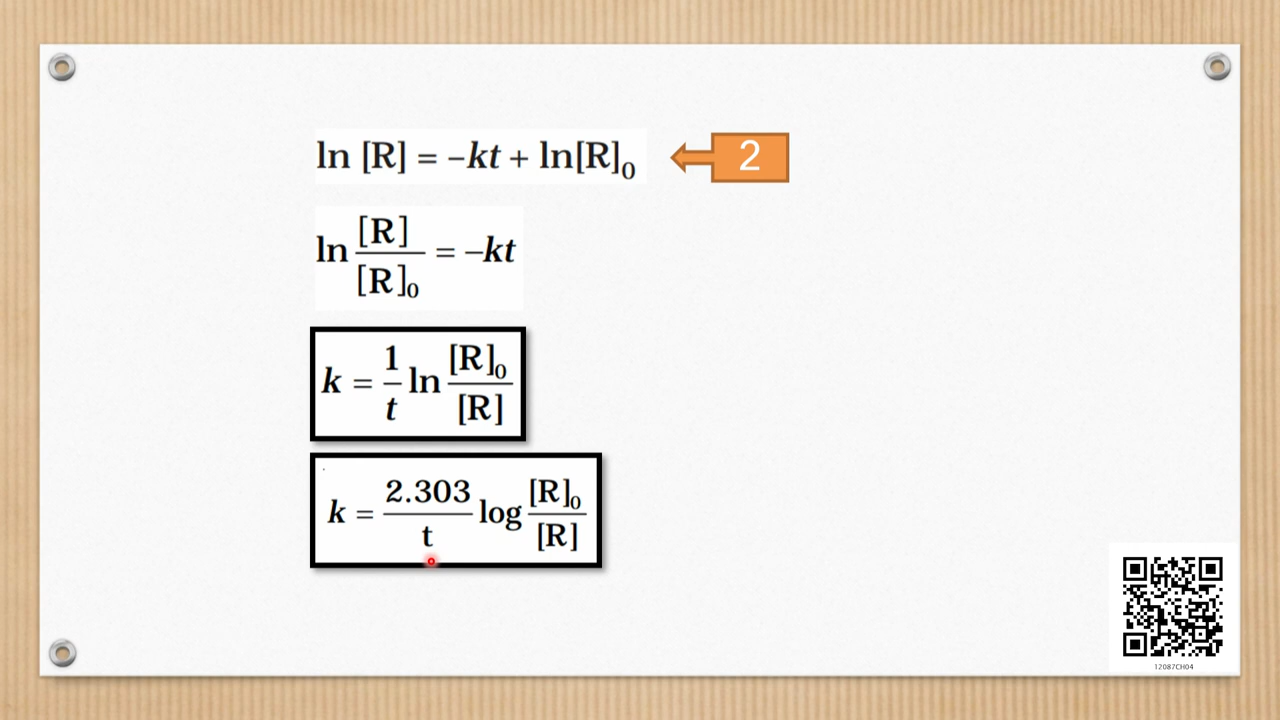 ln [R] = –kt + ln[R]₀
2
ln [R]/[R]₀ = –kt
k = 1/t ln [R]₀/[R]
k = 2.303/t log [R]₀/[R]
12087CH04